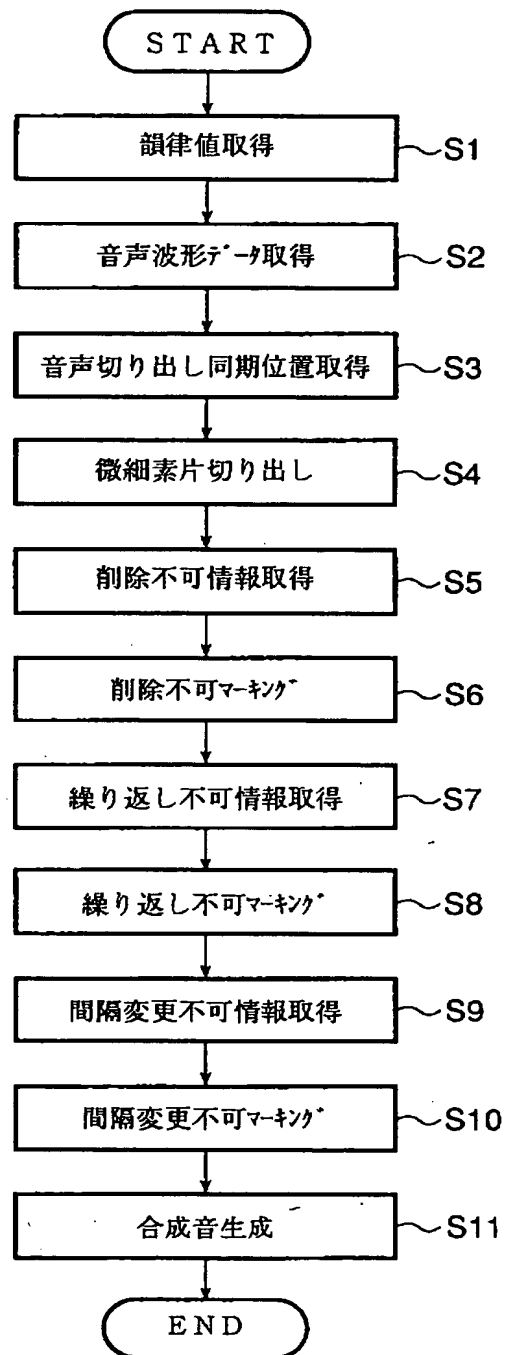 START
韻律値取得
S1
音声波形ﾃﾞｰﾀ取得
S2
音声切り出し同期位置取得
S3
微細素片切り出し
S4
削除不可情報取得
S5
削除不可ﾏｰｷﾝｸﾞ
S6
繰り返し不可情報取得
S7
繰り返し不可ﾏｰｷﾝｸﾞ
S8
間隔変更不可情報取得
S9
間隔変更不可ﾏｰｷﾝｸﾞ
S10
合成音生成
S11
END